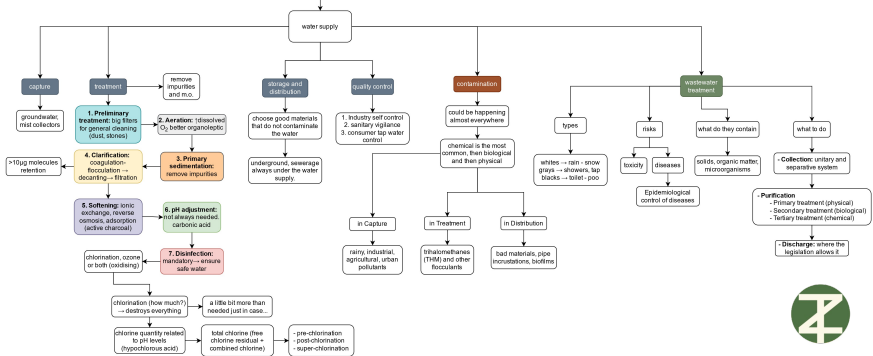 water supply
capture
treatment
remove
impurities
and m.o.
storage and
distribution
quality control
contamination
wastewater
treatment
groundwater,
mist collectors
1. Preliminary
treatment: big filters
for general cleaning
(dust, stones)
2. Aeration: ↑dissolved
O2 better organoleptic
choose good materials
that do not contaminate
the water
1. Industry self control
2. sanitary vigilance
3. consumer tap water
control
could be happening
almost everywhere
types
risks
what do they contain
what to do
>10μg molecules
retention
4. Clarification:
coagulation-
flocculation →
decanting→ filtration
3. Primary
sedimentation:
remove impurities
underground, sewerage
always under the water
supply.
chemical is the most
common, then biological
and then physical
whites → rain - snow
grays → showers, tap
blacks → toilet - poo
toxicity
diseases
solids, organic matter,
microorganisms
- Collection: unitary and
separative system
Epidemiological control
of diseases
- Purification
- Primary treatment (physical)
- Secondary treatment (biological)
- Tertiary treatment (chemical)
5. Softening: ionic
exchange, reverse
osmosis, adsorption
(active charcoal)
6. pH adjustment:
not always needed.
carbonic acid
in Capture
in Treatment
in Distribution
- Discharge: where the
legislation allows it
chlorination, ozone
or both (oxidising)
7. Disinfection:
mandatory→ ensure
safe water
rainy, industrial,
agricultural, urban
pollutants
trihalomethanes
(THM) and other
flocculants
bad materials, pipe
incrustations, biofilms
chlorination (how much?)
→ destroys everything
a little bit more than
needed just in case...
chlorine quantity related
to pH levels
(hypochlorous acid)
total chlorine (free
chlorine residual +
combined chlorine)
- pre-chlorination
- post-chlorination
- super-chlorination